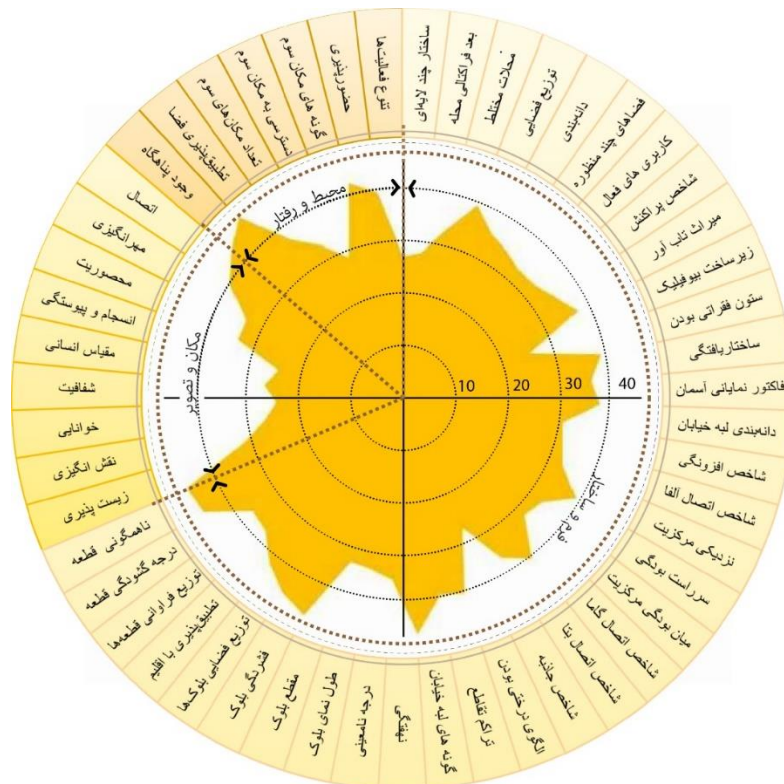 ساختار چند لایه‌ای
بعد فراکتالی محله
محلات مختلط
توزیع فضایی
دانه‌بندی
فضاهای چند منظوره
کاربری های فعال
شاخص پراکنش
میراث تاب آور
زیرساخت بیوفیلیک
ستون فقراتی بودن
ساختاریافتگی
فاکتور نمایانی آسمان
دانه‌بندی لبه خیابان
شاخص افزونگی
شاخص اتصال آلفا
نزدیکی مرکزیت
سرراست بودگی
میان بودگی مرکزیت
شاخص اتصال گاما
شاخص اتصال بتا
شاخص جذبه
الگوی درختی بودن
تراکم تقاطع
گونه های لبه خیابان
نهفتگی
درجه نامعینی
طول نمای بلوک
مقطع بلوک
فشردگی بلوک
توزیع فضایی بلوک‌ها
تطبیق‌پذیری با اقلیم
توزیع فراوانی قطعه‌ها
درجه گشودگی قطعه
ناهمگونی قطعه
زیست پذیری
نقش انگیزی
خوانایی
شفافیت
مقیاس انسانی
انسجام و پیوستگی
محصوریت
مهرانگیزی
اتصال
وجود پناهگاه
تطبیق‌پذیری فضا
تعداد مکان‌های سوم
دسترسی به مکان سوم
گونه های مکان سوم
حضورپذیری
تنوع فعالیت‌ها
محیط و رفتار
مکان و تصویر
فرم و ساختار
10 20 30 40